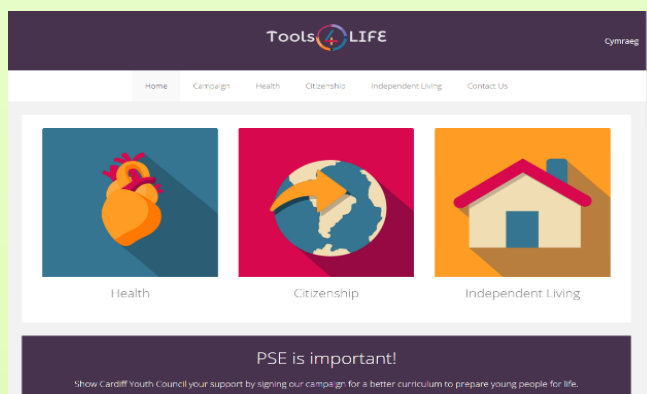 Tools 4 LIFE
Cymraeg
Home Campaign Health Citizenship Independent Living Contact Us
Health Citizenship Independent Living
PSE is important!
Show Cardiff Youth Council your support by signing our campaign for a better curriculum to prepare young people for life.